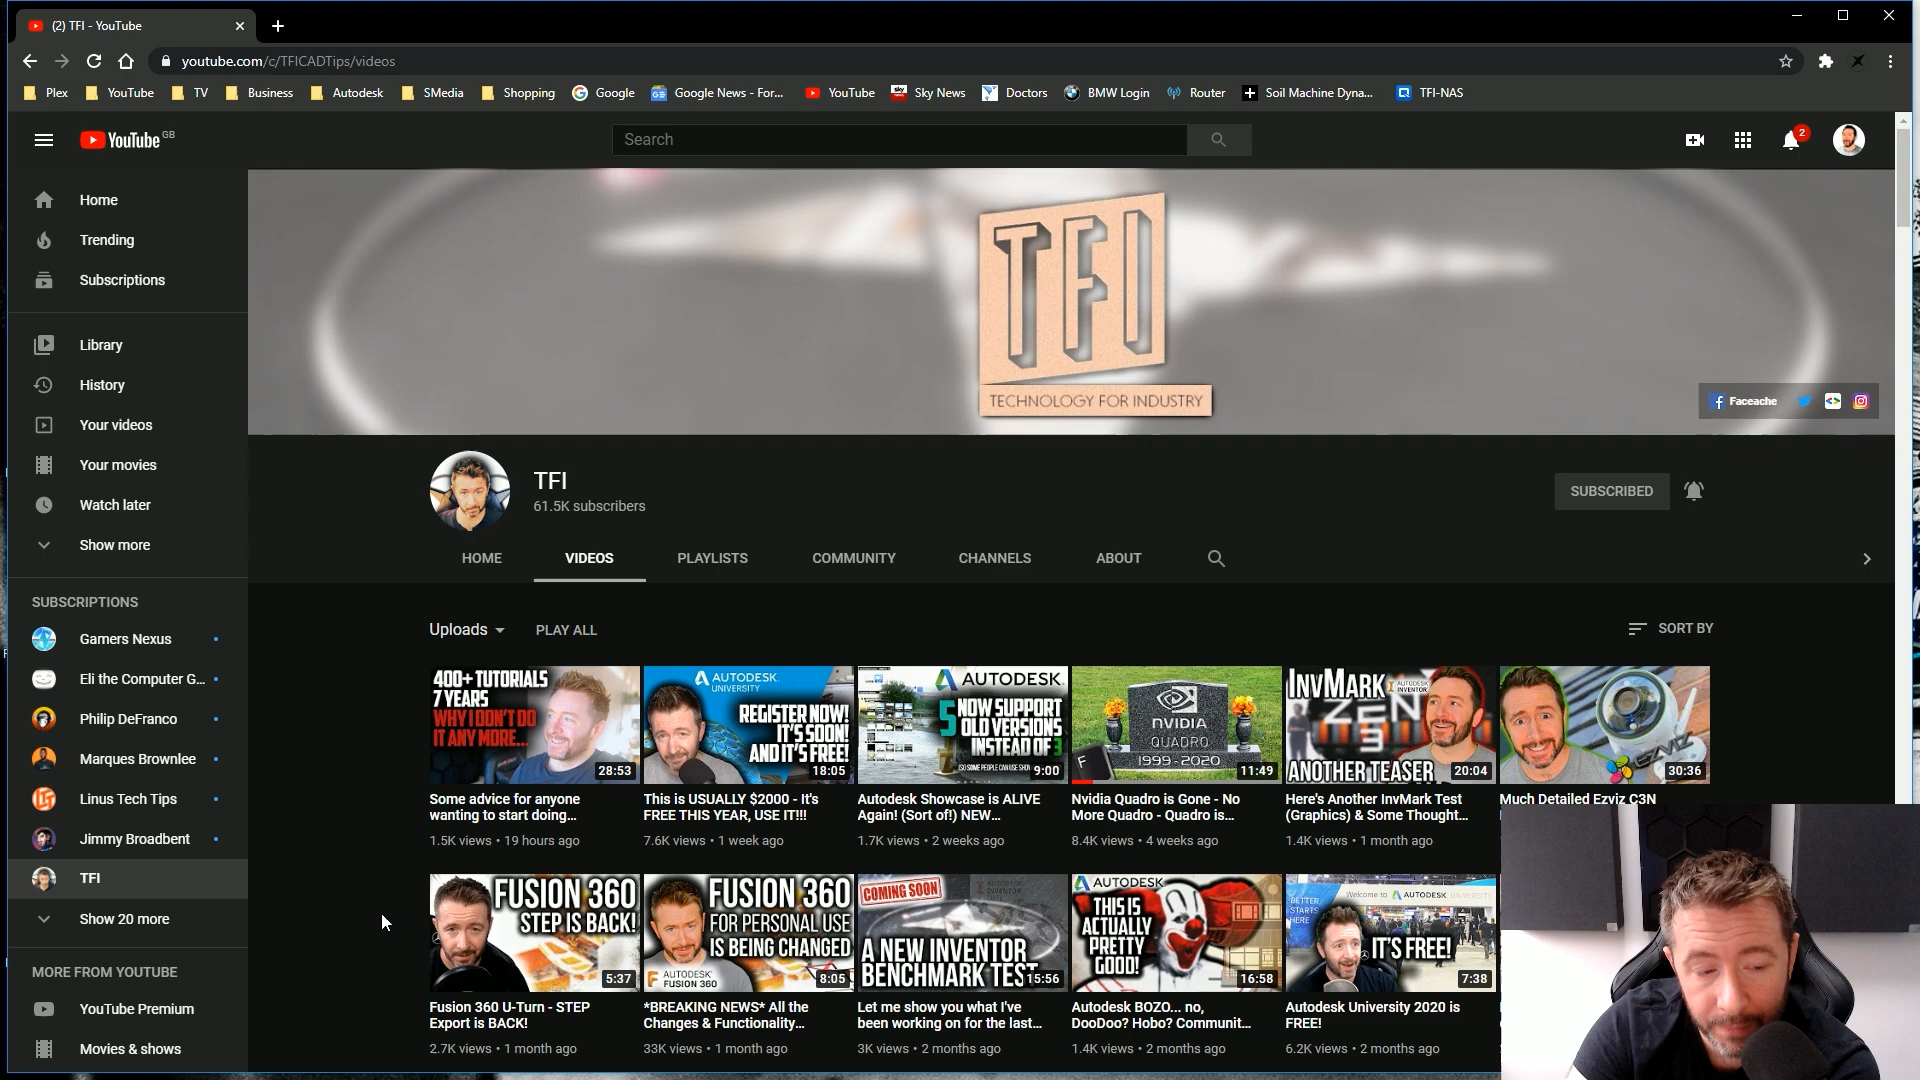 (2) TFI - YouTube
youtube.com/c/TFICADTips/videos
Plex YouTube TV Business Autodesk SMedia Shopping Google Google News - For... YouTube Sky News Doctors BMW Login Router Soil Machine Dyna... TFI-NAS
YouTube GB
Search
2
Home
Trending
Subscriptions
Library
History
Your videos
Your movies
Watch later
Show more
SUBSCRIPTIONS
Gamers Nexus
Eli the Computer G...
Philip DeFranco
Marques Brownlee
Linus Tech Tips
Jimmy Broadbent
TFI
Show 20 more
MORE FROM YOUTUBE
YouTube Premium
Movies & shows
TFI
TECHNOLOGY FOR INDUSTRY
Faceache
TFI
61.5K subscribers
SUBSCRIBED
HOME VIDEOS PLAYLISTS COMMUNITY CHANNELS ABOUT
Uploads PLAY ALL
SORT BY
400+ TUTORIALS
7 YEARS
WHY I DON'T DO
IT ANY MORE...
28:53
Some advice for anyone
wanting to start doing...
1.5K views • 19 hours ago
AUTODESK
UNIVERSITY
REGISTER NOW!
IT'S SOON!
AND IT'S FREE!
18:05
This is USUALLY $2000 - It's
FREE THIS YEAR, USE IT!!!
7.6K views • 1 week ago
AUTODESK
5 NOW SUPPORT
OLD VERSIONS
INSTEAD OF 3
9:00
Autodesk Showcase is ALIVE
Again! (Sort of!) NEW...
1.7K views • 2 weeks ago
NVIDIA
QUADRO
1999-2020
F
11:49
Nvidia Quadro is Gone - No
More Quadro - Quadro is...
8.4K views • 4 weeks ago
INVMARK
AUTODESK
INVENTOR
ZEN
3
ANOTHER TEASER
20:04
Here's Another InvMark Test
(Graphics) & Some Thought...
1.4K views • 1 month ago
EZVIZ
30:36
Much Detailed Ezviz C3N
FUSION 360
STEP IS BACK!
5:37
Fusion 360 U-Turn - STEP
Export is BACK!
2.7K views • 1 month ago
FUSION 360
FOR PERSONAL USE
IS BEING CHANGED
AUTODESK
FUSION 360
8:05
*BREAKING NEWS* All the
Changes & Functionality...
33K views • 1 month ago
COMING SOON
A NEW INVENTOR
BENCHMARK TEST
15:56
Let me show you what I've
been working on for the last...
3K views • 2 months ago
AUTODESK
THIS IS
ACTUALLY
PRETTY
GOOD!
16:58
Autodesk BOZO... no,
DooDoo? Hobo? Communit...
1.4K views • 2 months ago
Welcome to AUTODESK UNIVERSITY
BETTER
STARTS
HERE
IT'S FREE!
7:38
Autodesk University 2020 is
FREE!
6.2K views • 2 months ago